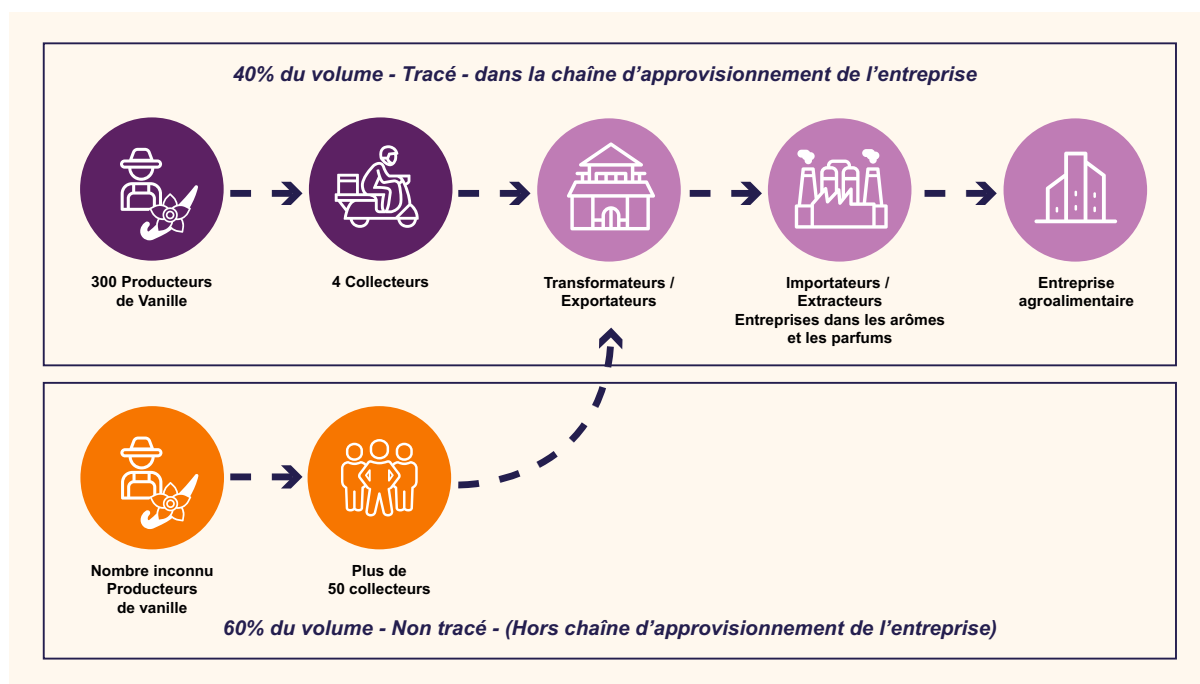 40% du volume - Tracé - dans la chaîne d’approvisionnement de l’entreprise
300 Producteurs
de Vanille
4 Collecteurs
Transformateurs /
Exportateurs
Importateurs /
Extracteurs
Entreprises dans les arômes
et les parfums
Entreprise
agroalimentaire
Nombre inconnu
Producteurs
de vanille
Plus de
50 collecteurs
60% du volume - Non tracé - (Hors chaîne d’approvisionnement de l’entreprise)